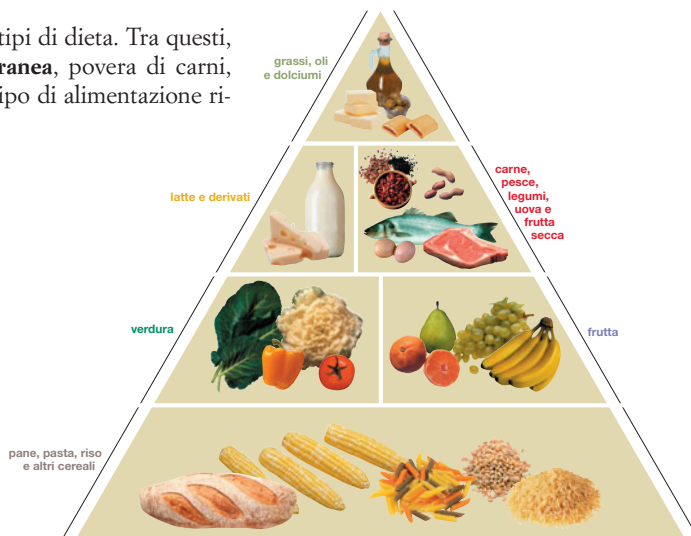 tipi di dieta. Tra questi,
ranea, povera di carni,
ipo di alimentazione ri-
grassi, oli
e dolciumi
latte e derivati
carne,
pesce,
legumi,
uova e
frutta
secca
verdura
frutta
pane, pasta, riso
e altri cereali